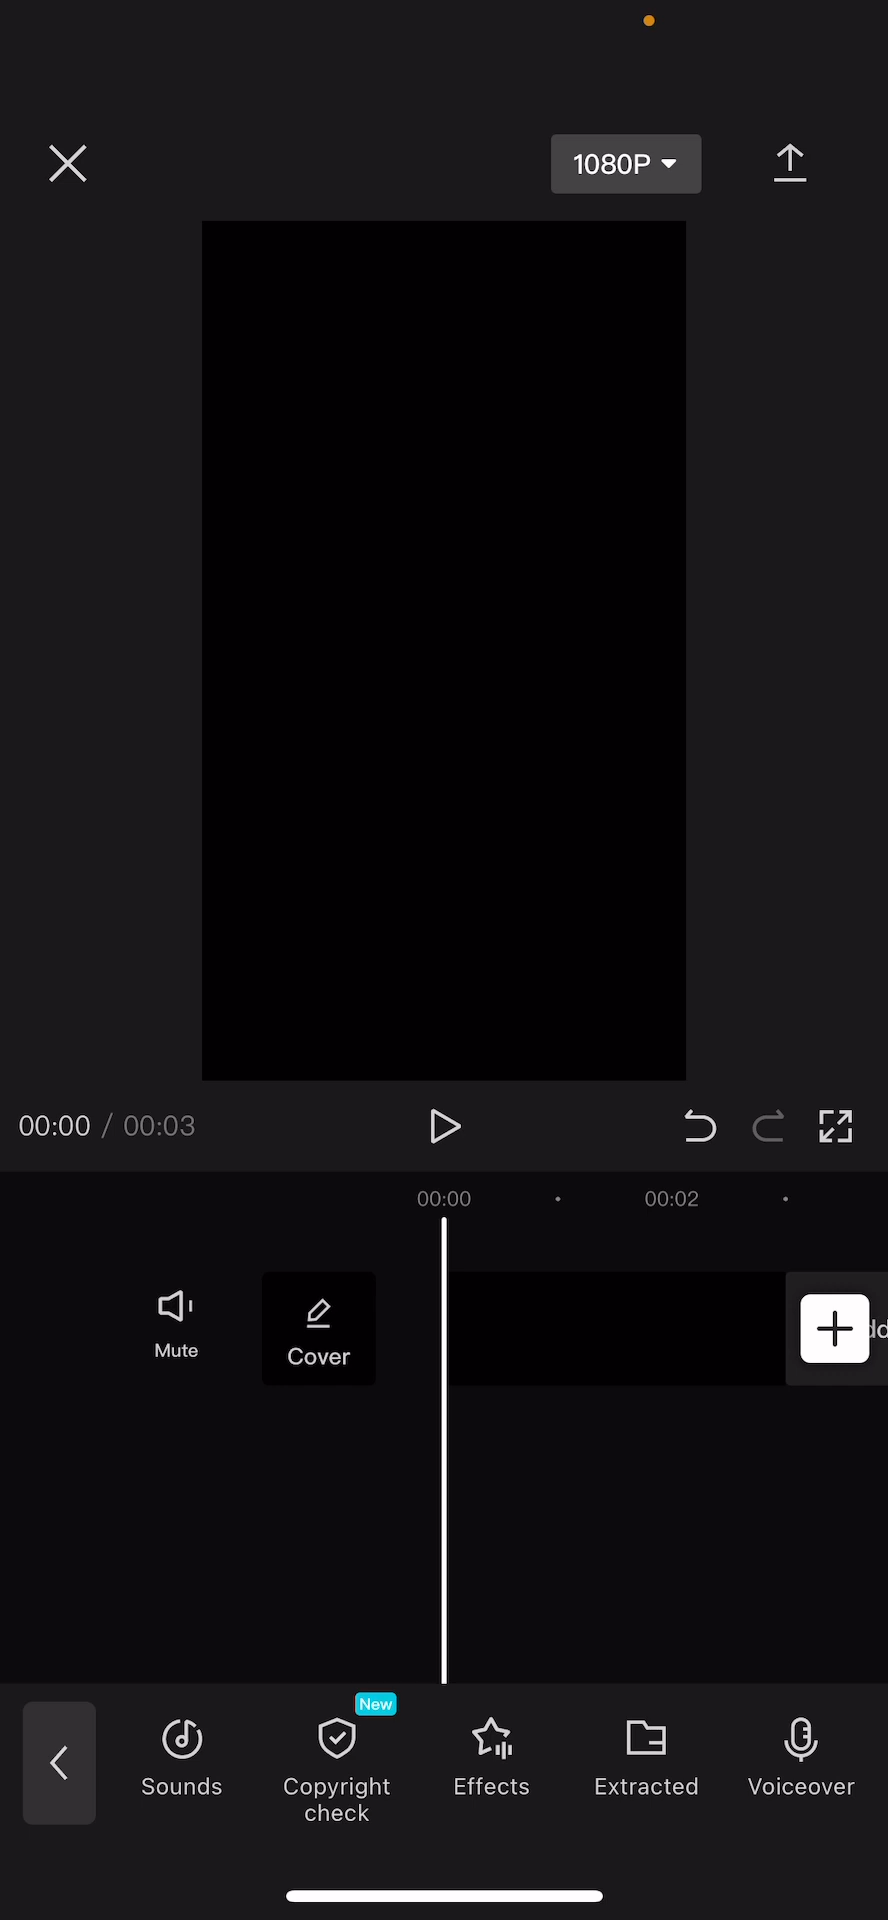 1080P
00:00 / 00:03
00:00
00:02
Mute
Cover
New
Sounds
Copyright
check
Effects
Extracted
Voiceover